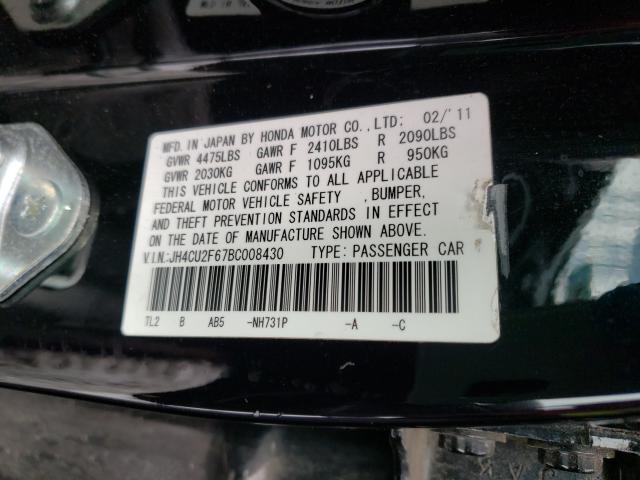 MFD. IN JAPAN BY HONDA MOTOR CO.,LTD: 02/'11
GVWR 4475LBS GAWR F 2410LBS R 2090LBS
GVWR 2030KG GAWR F 1095KG R 950KG
THIS VEHICLE CONFORMS TO ALL APPLICABLE
FEDERAL MOTOR VEHICLE SAFETY ,BUMPER,
AND THEFT PREVENTION STANDARDS IN EFFECT
ON THE DATE OF MANUFACTURE SHOWN ABOVE.
V.I.N.:JH4CU2F67BC008430 TYPE: PASSENGER CAR
TL2 B AB5 -NH731P -A -C